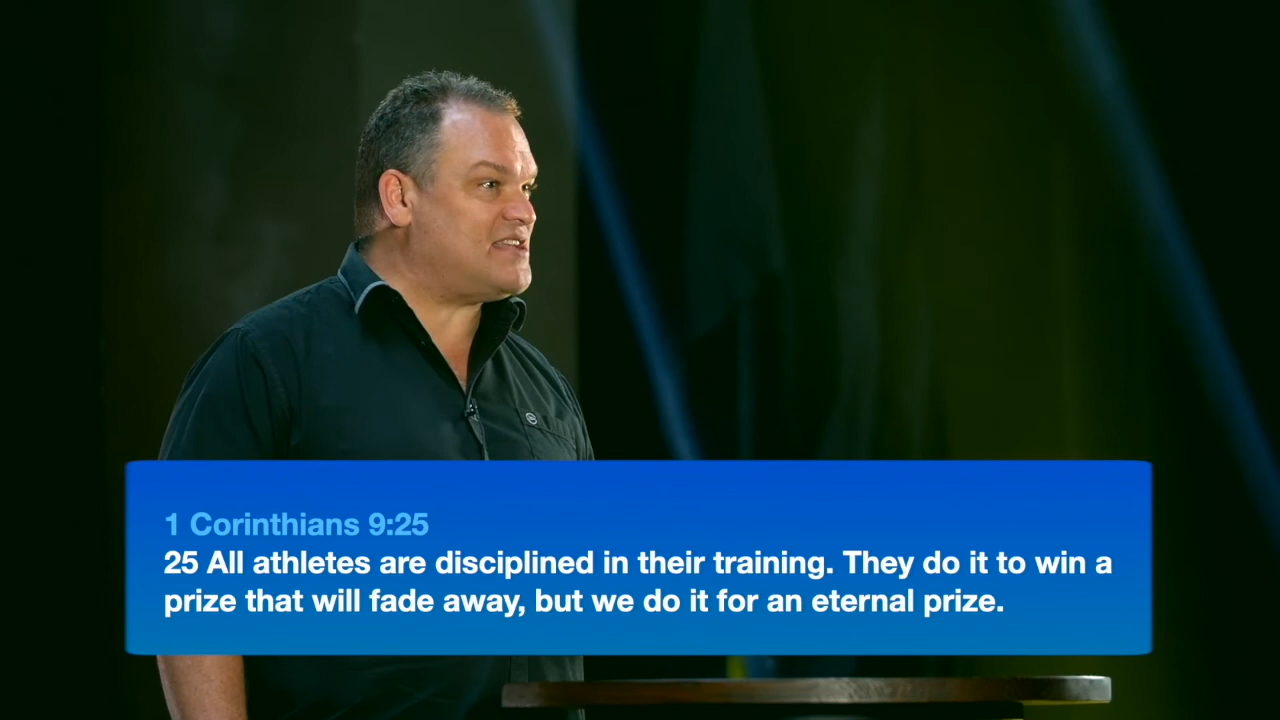 1 Corinthians 9:25
25 All athletes are disciplined in their training. They do it to win a
prize that will fade away, but we do it for an eternal prize.